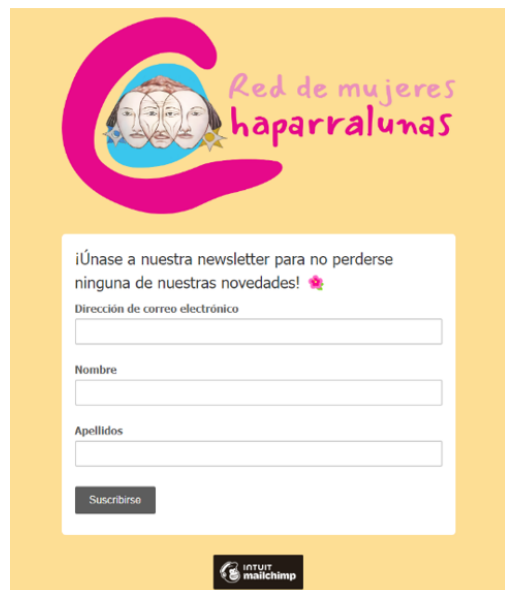 Red de mujeres
Chaparralunas
¡Únase a nuestra newsletter para no perderse
ninguna de nuestras novedades! 🌺
Dirección de correo electrónico
Nombre
Apellidos
Suscribirse
INTUIT
mailchimp